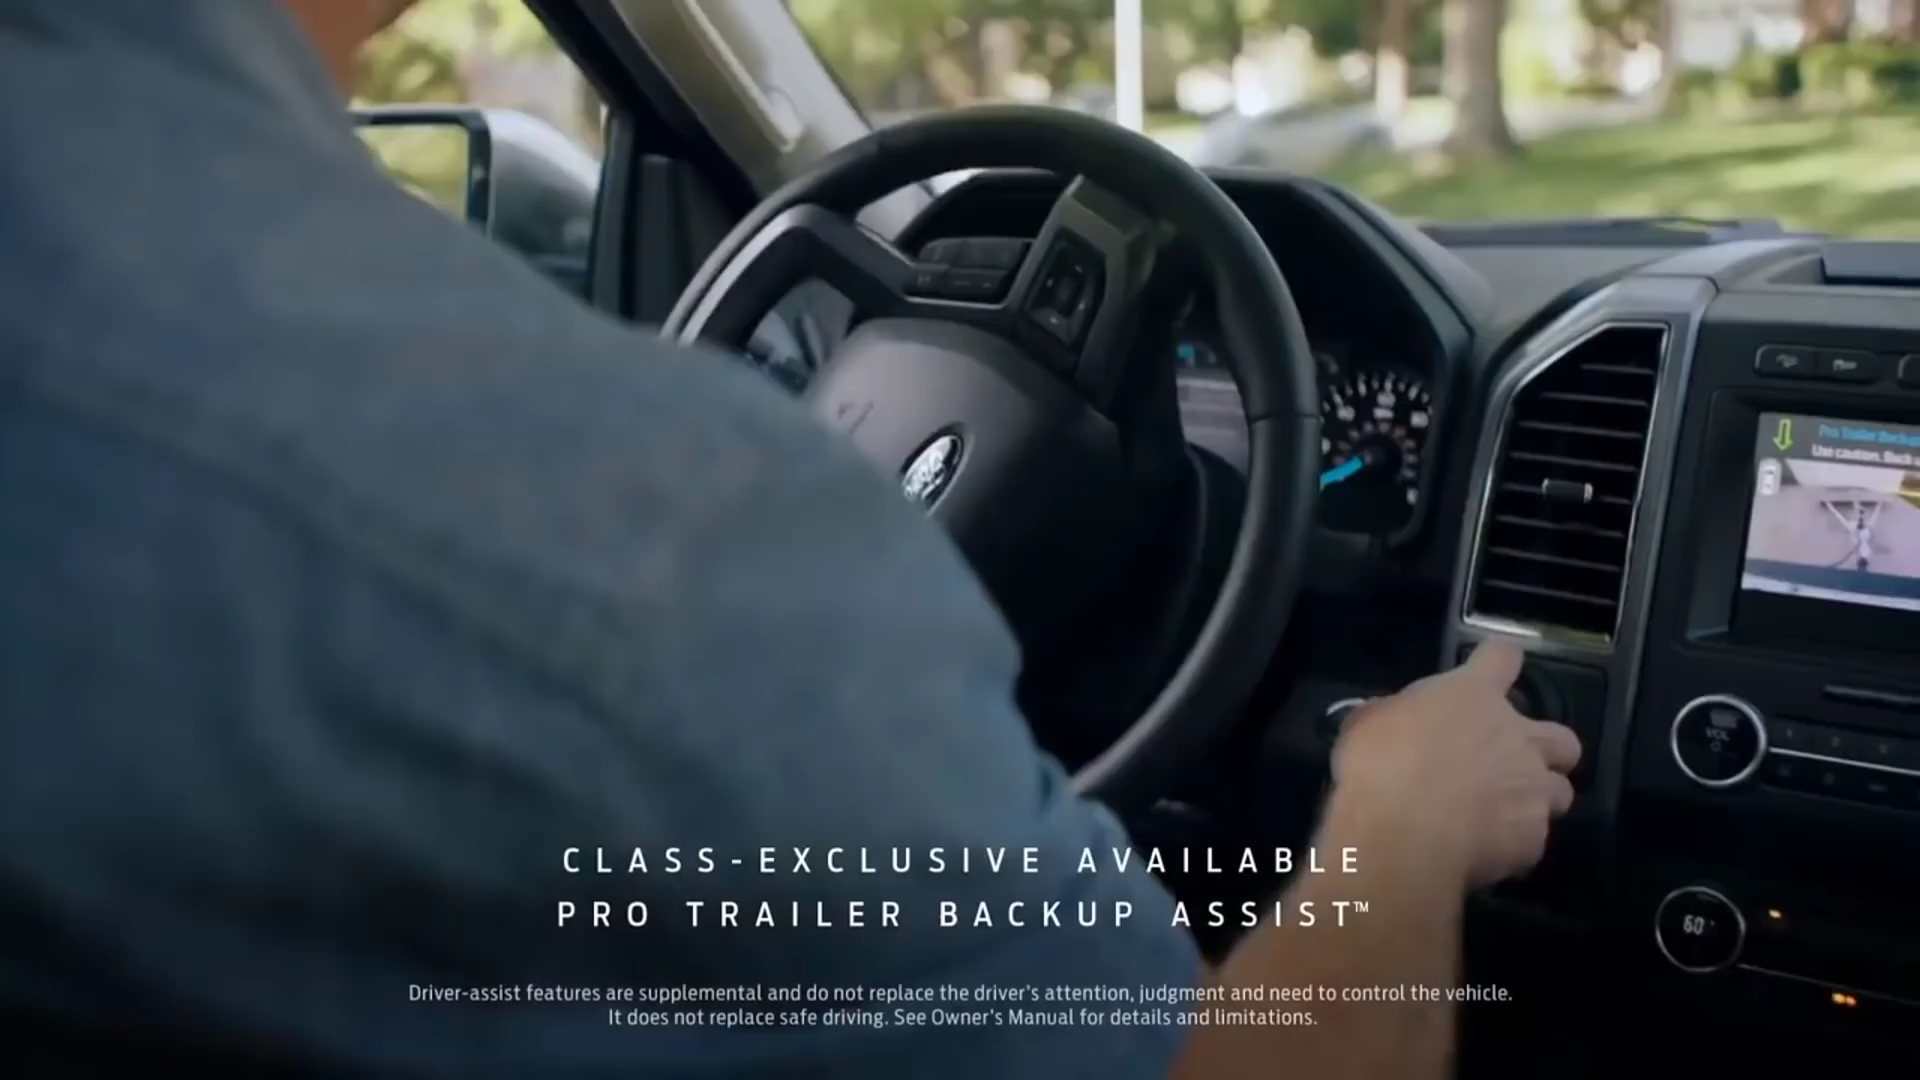 Pro Trailer Backup
Use caution. Back
VOL
60°
CLASS-EXCLUSIVE AVAILABLE
PRO TRAILER BACKUP ASSIST™
Driver-assist features are supplemental and do not replace the driver's attention, judgment and need to control the vehicle.
It does not replace safe driving. See Owner's Manual for details and limitations.